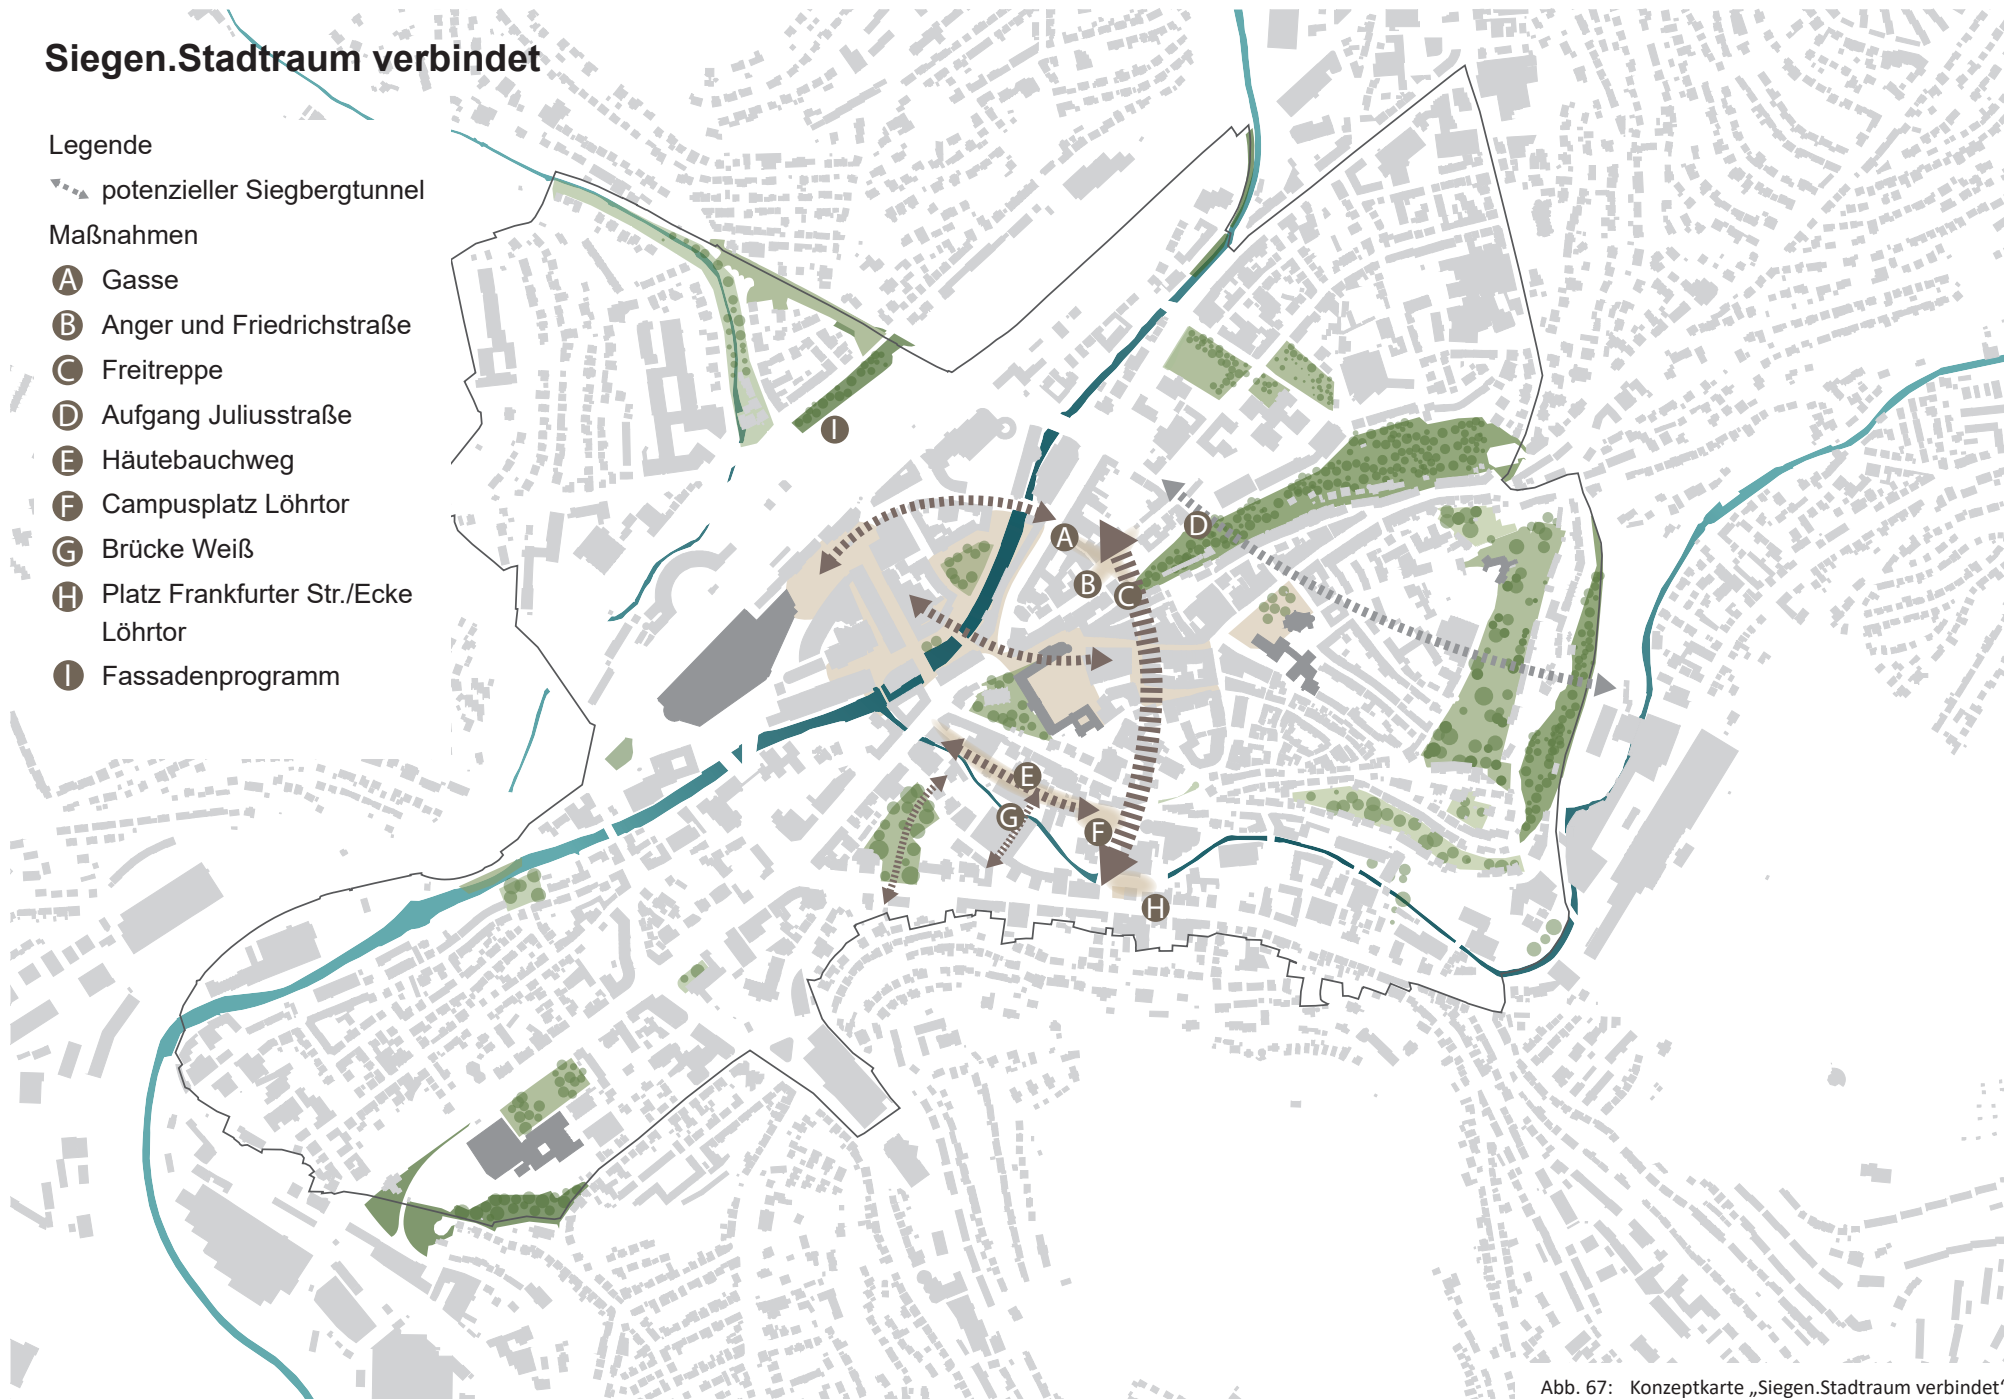 Siegen.Stadtraum verbindet
Legende
potenzieller Siegbergtunnel
Maßnahmen
A Gasse
B Anger und Friedrichstraße
C Freitreppe
D Aufgang Juliusstraße
E Häutebauchweg
F Campusplatz Löhrtor
G Brücke Weiß
H Platz Frankfurter Str./Ecke
Löhrtor
I Fassadenprogramm
I
A
D
B
C
E
G
F
H
Abb. 67: Konzeptkarte „Siegen.Stadtraum verbindet“